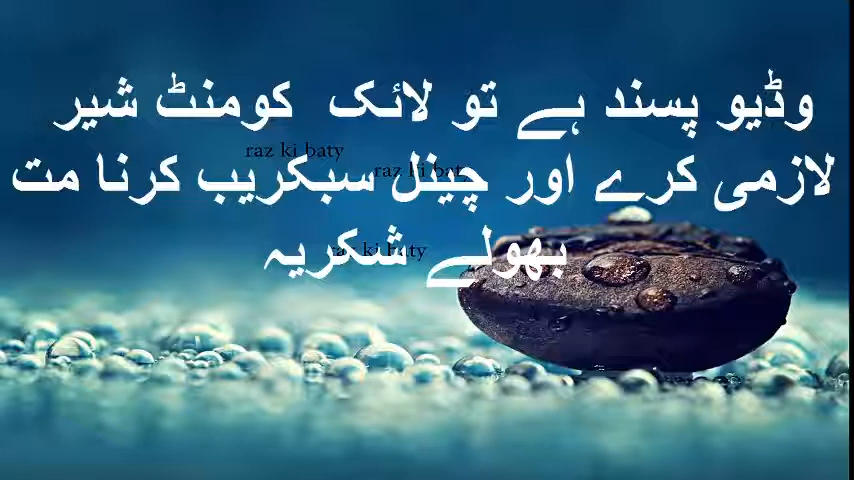 وڈیو پسند ہے تو لائک کومنٹ شیر
raz ki baty
لازمی کرے اور چینل سبکریب کرنا مت
raz ki baty
بھولے شکریہ
raz ki baty